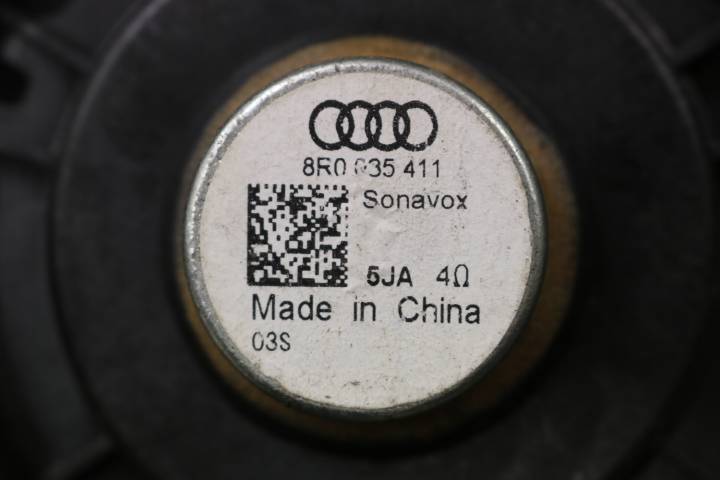 8R0 035 411
Sonavox
5JA 4Ω
Made in China
03S